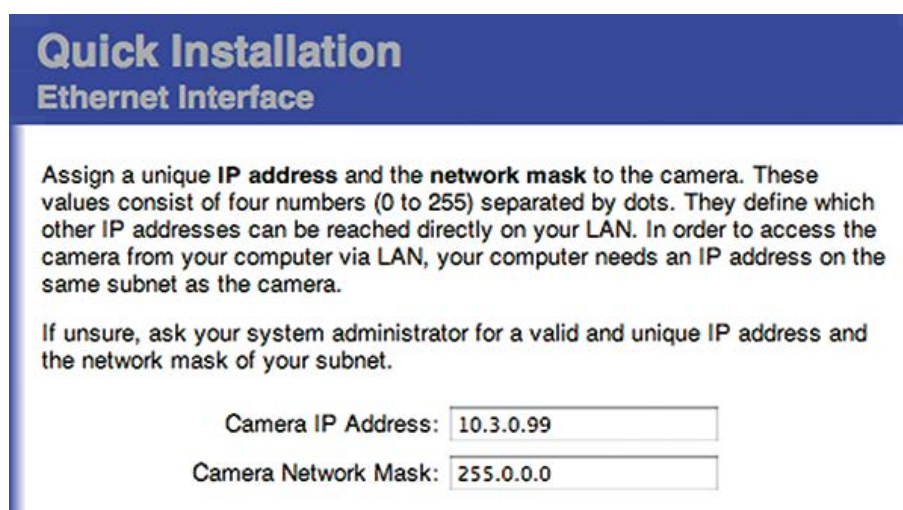 Quick Installation
Ethernet Interface
Assign a unique IP address and the network mask to the camera. These
values consist of four numbers (0 to 255) separated by dots. They define which
other IP addresses can be reached directly on your LAN. In order to access the
camera from your computer via LAN, your computer needs an IP address on the
same subnet as the camera.
If unsure, ask your system administrator for a valid and unique IP address and
the network mask of your subnet.
Camera IP Address: 10.3.0.99
Camera Network Mask: 255.0.0.0